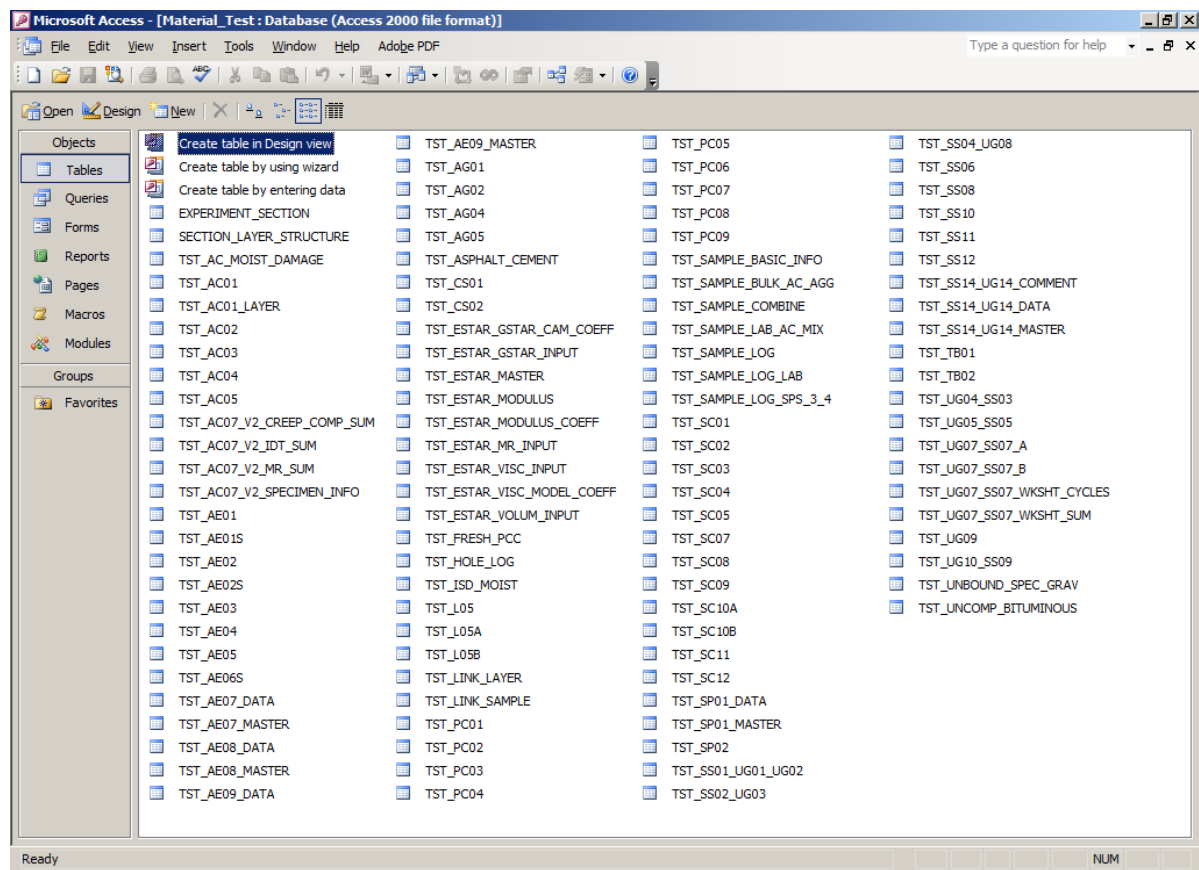 Microsoft Access - [Material_Test : Database (Access 2000 file format)]
File Edit View Insert Tools Window Help Adobe PDF Type a question for help
Open Design New
Objects
Tables
Queries
Forms
Reports
Pages
Macros
Modules
Groups
Favorites
Create table in Design view
Create table by using wizard
Create table by entering data
EXPERIMENT_SECTION
SECTION_LAYER_STRUCTURE
TST_AC_MOIST_DAMAGE
TST_AC01
TST_AC01_LAYER
TST_AC02
TST_AC03
TST_AC04
TST_AC05
TST_AC07_V2_CREEP_COMP_SUM
TST_AC07_V2_IDT_SUM
TST_AC07_V2_MR_SUM
TST_AC07_V2_SPECIMEN_INFO
TST_AE01
TST_AE01S
TST_AE02
TST_AE02S
TST_AE03
TST_AE04
TST_AE05
TST_AE06S
TST_AE07_DATA
TST_AE07_MASTER
TST_AE08_DATA
TST_AE08_MASTER
TST_AE09_DATA
TST_AE09_MASTER
TST_AG01
TST_AG02
TST_AG04
TST_AG05
TST_ASPHALT_CEMENT
TST_CS01
TST_CS02
TST_ESTAR_GSTAR_CAM_COEFF
TST_ESTAR_GSTAR_INPUT
TST_ESTAR_MASTER
TST_ESTAR_MODULUS
TST_ESTAR_MODULUS_COEFF
TST_ESTAR_MR_INPUT
TST_ESTAR_VISC_INPUT
TST_ESTAR_VISC_MODEL_COEFF
TST_ESTAR_VOLUM_INPUT
TST_FRESH_PCC
TST_HOLE_LOG
TST_ISD_MOIST
TST_L05
TST_L05A
TST_L05B
TST_LINK_LAYER
TST_LINK_SAMPLE
TST_PC01
TST_PC02
TST_PC03
TST_PC04
TST_PC05
TST_PC06
TST_PC07
TST_PC08
TST_PC09
TST_SAMPLE_BASIC_INFO
TST_SAMPLE_BULK_AC_AGG
TST_SAMPLE_COMBINE
TST_SAMPLE_LAB_AC_MIX
TST_SAMPLE_LOG
TST_SAMPLE_LOG_LAB
TST_SAMPLE_LOG_SPS_3_4
TST_SC01
TST_SC02
TST_SC03
TST_SC04
TST_SC05
TST_SC07
TST_SC08
TST_SC09
TST_SC10A
TST_SC10B
TST_SC11
TST_SC12
TST_SP01_DATA
TST_SP01_MASTER
TST_SP02
TST_SS01_UG01_UG02
TST_SS02_UG03
TST_SS04_UG08
TST_SS06
TST_SS08
TST_SS10
TST_SS11
TST_SS12
TST_SS14_UG14_COMMENT
TST_SS14_UG14_DATA
TST_SS14_UG14_MASTER
TST_TB01
TST_TB02
TST_UG04_SS03
TST_UG05_SS05
TST_UG07_SS07_A
TST_UG07_SS07_B
TST_UG07_SS07_WKSHT_CYCLES
TST_UG07_SS07_WKSHT_SUM
TST_UG09
TST_UG10_SS09
TST_UNBOUND_SPEC_GRAV
TST_UNCOMP_BITUMINOUS
Ready NUM